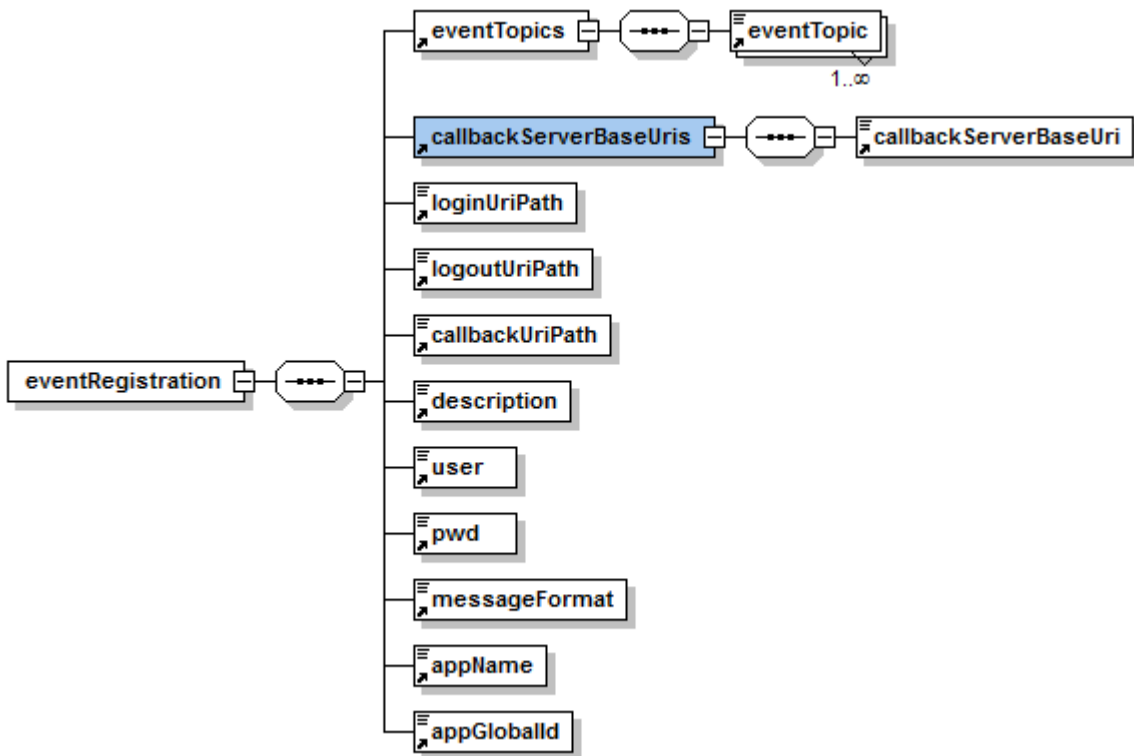 eventTopics
eventTopic
1..∞
callbackServerBaseUris
callbackServerBaseUri
loginUriPath
logoutUriPath
callbackUriPath
eventRegistration
description
user
pwd
messageFormat
appName
appGlobalId